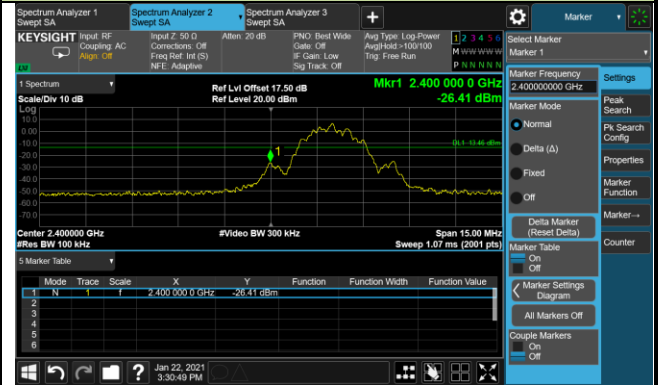 Spectrum Analyzer 1
Swept SA
Spectrum Analyzer 2
Swept SA
Spectrum Analyzer 3
Swept SA
+
Marker
KEYSIGHT
Input: RF
Coupling: AC
Align: Off
Input Z: 50 Ω
Corrections: Off
Freq Ref: Int (S)
NFE: Adaptive
Atten: 20 dB
PNO: Best Wide
Gate: Off
IF Gain: Low
Sig Track: Off
Avg Type: Log-Power
Avg|Hold:>100/100
Trig: Free Run
1 2 3 4 5 6
M W W W W W
P N N N N N
Select Marker
Marker 1
1 Spectrum
Scale/Div 10 dB
Log
Ref Lvl Offset 17.50 dB
Ref Level 20.00 dBm
Mkr1 2.400 000 0 GHz
-26.41 dBm
10.0
0.00
-10.0
-20.0
-30.0
-40.0
-50.0
-60.0
-70.0
1
DL1 -13.46 dBm
Center 2.400000 GHz
#Res BW 100 kHz
#Video BW 300 kHz
Span 15.00 MHz
Sweep 1.07 ms (2001 pts)
5 Marker Table
Mode Trace Scale X Y Function Function Width Function Value
1 N 1 f 2.400 000 0 GHz -26.41 dBm
2
3
4
5
6
Jan 22, 2021
3:30:49 PM
Marker Frequency
2.400000000 GHz
Marker Mode
Normal
Delta (Δ)
Fixed
Off
Delta Marker
(Reset Delta)
Marker Table
On
Off
Marker Settings
Diagram
All Markers Off
Couple Markers
On
Off
Settings
Peak
Search
Pk Search
Config
Properties
Marker
Function
Marker→
Counter